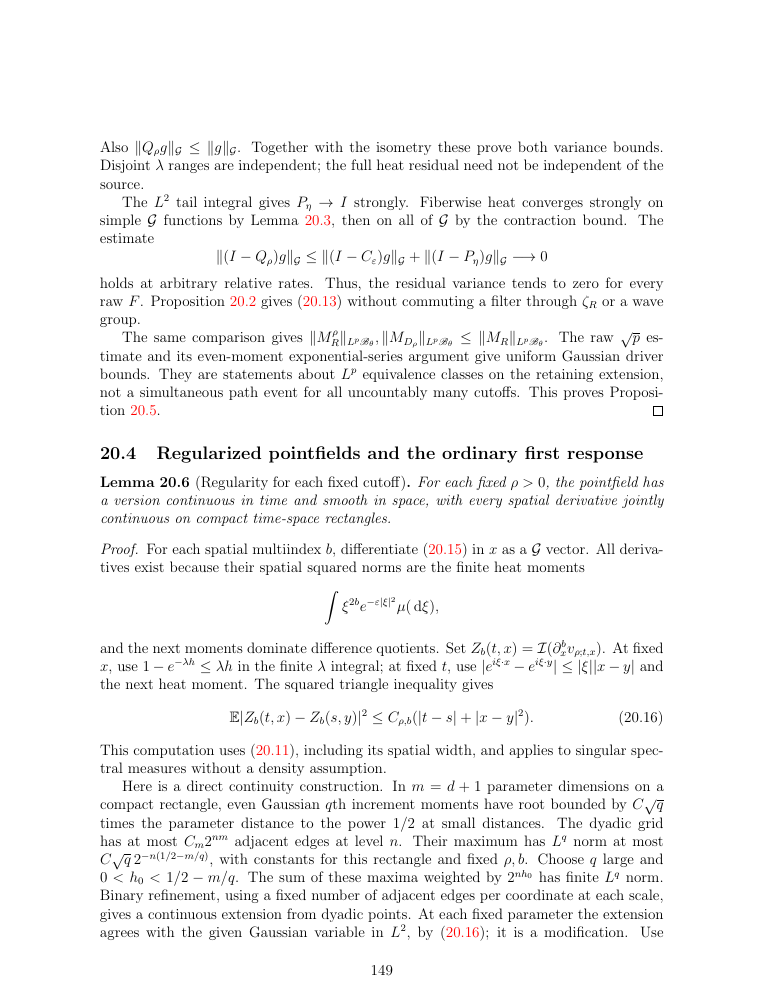 Also ∥Q_ρ g∥_𝒢 ≤ ∥g∥_𝒢. Together with the isometry these prove both variance bounds.
Disjoint λ ranges are independent; the full heat residual need not be independent of the
source.
The L² tail integral gives P_η → I strongly. Fiberwise heat converges strongly on
simple 𝒢 functions by Lemma 20.3, then on all of 𝒢 by the contraction bound. The
estimate
∥(I − Q_ρ)g∥_𝒢 ≤ ∥(I − C_ε)g∥_𝒢 + ∥(I − P_η)g∥_𝒢 ⟶ 0
holds at arbitrary relative rates. Thus, the residual variance tends to zero for every
raw F. Proposition 20.2 gives (20.13) without commuting a filter through ζ_R or a wave
group.
The same comparison gives ∥M_R^ρ∥_{L^p ℬ_θ}, ∥M_{D_ρ}∥_{L^p ℬ_θ} ≤ ∥M_R∥_{L^p ℬ_θ}. The raw √p es-
timate and its even-moment exponential-series argument give uniform Gaussian driver
bounds. They are statements about L^p equivalence classes on the retaining extension,
not a simultaneous path event for all uncountably many cutoffs. This proves Proposi-
tion 20.5. □
20.4 Regularized pointfields and the ordinary first response
Lemma 20.6 (Regularity for each fixed cutoff). For each fixed ρ > 0, the pointfield has
a version continuous in time and smooth in space, with every spatial derivative jointly
continuous on compact time-space rectangles.
Proof. For each spatial multiindex b, differentiate (20.15) in x as a 𝒢 vector. All deriva-
tives exist because their spatial squared norms are the finite heat moments
∫ ξ^{2b} e^{−ε|ξ|²} μ( dξ),
and the next moments dominate difference quotients. Set Z_b(t, x) = ℐ(∂_x^b v_{ρ;t,x}). At fixed
x, use 1 − e^{−λh} ≤ λh in the finite λ integral; at fixed t, use |e^{iξ·x} − e^{iξ·y}| ≤ |ξ||x − y| and
the next heat moment. The squared triangle inequality gives
𝔼|Z_b(t, x) − Z_b(s, y)|² ≤ C_{ρ,b}(|t − s| + |x − y|²). (20.16)
This computation uses (20.11), including its spatial width, and applies to singular spec-
tral measures without a density assumption.
Here is a direct continuity construction. In m = d + 1 parameter dimensions on a
compact rectangle, even Gaussian qth increment moments have root bounded by C√q
times the parameter distance to the power 1/2 at small distances. The dyadic grid
has at most C_m 2^{nm} adjacent edges at level n. Their maximum has L^q norm at most
C√q 2^{−n(1/2−m/q)}, with constants for this rectangle and fixed ρ, b. Choose q large and
0 < h_0 < 1/2 − m/q. The sum of these maxima weighted by 2^{nh_0} has finite L^q norm.
Binary refinement, using a fixed number of adjacent edges per coordinate at each scale,
gives a continuous extension from dyadic points. At each fixed parameter the extension
agrees with the given Gaussian variable in L², by (20.16); it is a modification. Use
149